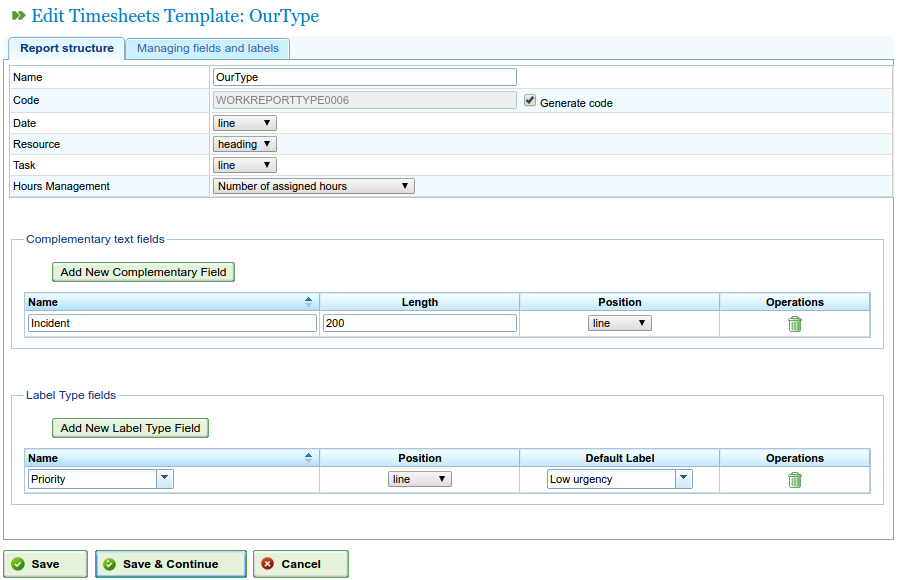 Edit Timesheets Template: OurType
Report structure Managing fields and labels
Name OurType
Code WORKREPORTTYPE0006 Generate code
Date line
Resource heading
Task line
Hours Management Number of assigned hours
Complementary text fields
Add New Complementary Field
Name Length Position Operations
Incident 200 line
Label Type fields
Add New Label Type Field
Name Position Default Label Operations
Priority line Low urgency
Save Save & Continue Cancel